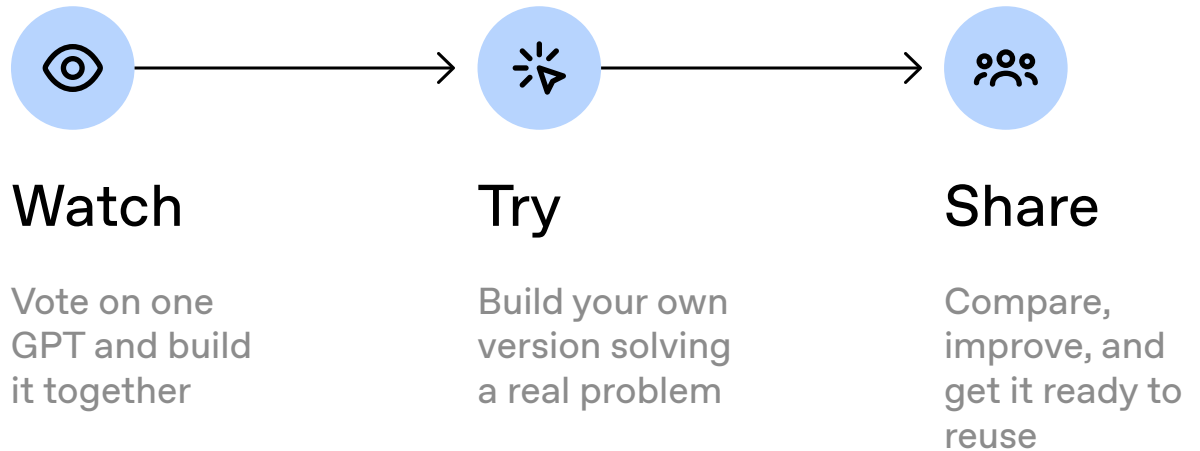 Watch
Vote on one
GPT and build
it together
Try
Build your own
version solving
a real problem
Share
Compare,
improve, and
get it ready to
reuse